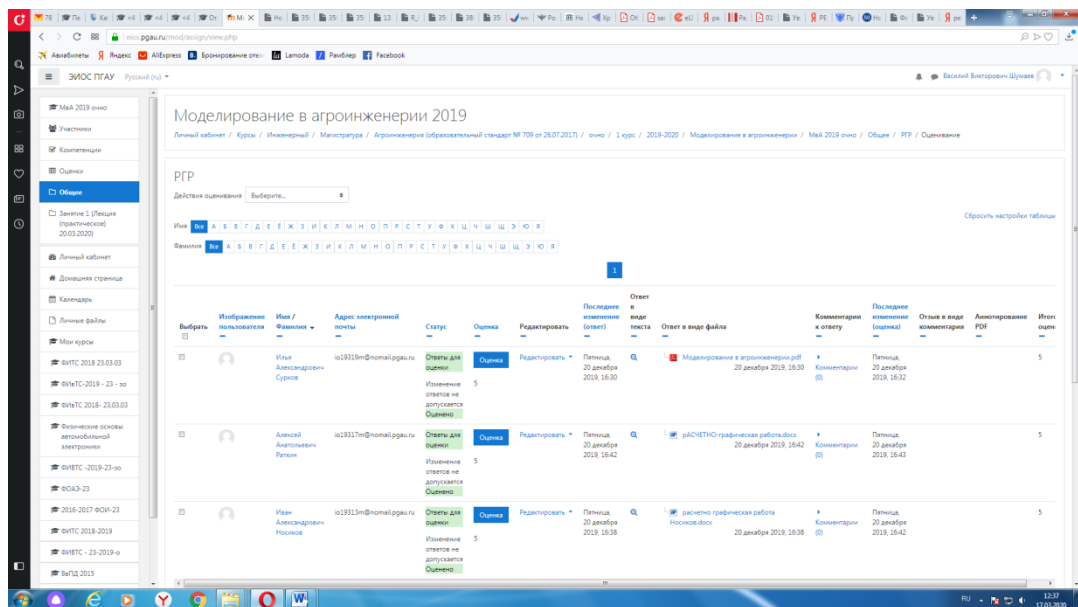 eios.pgau.ru/mod/assign/view.php
Авиабилеты Яндекс AliExpress Бронирование отел Lamoda Рамблер Facebook
ЭИОС ПГАУ Русский (ru)
Василий Викторович Шумаев
МвА 2019 очно
Участники
Компетенции
Оценки
Общее
Занятие 1 (Лекция
(практическое)
20.03.2020)
Личный кабинет
Домашняя страница
Календарь
Личные файлы
Мои курсы
ФИТС 2018 23.03.03
ФИвТС-2019 - 23 - зо
ФИвТС 2018- 23.03.03
Физические основы
автомобильной
электроники
ФИВТС -2019-23-зо
ФОАЭ-23
2016-2017 ФОИ-23
ФИТС 2018-2019
ФИВТС - 23-2019-о
ВвПД 2015
Моделирование в агроинженерии 2019
Личный кабинет / Курсы / Инженерный / Магистратура / Агроинженерия (образовательный стандарт № 709 от 26.07.2017) / очно / 1 курс / 2019-2020 / Моделирование в агроинженерии / МвА 2019 очно / Общее / РГР / Оценивание
РГР
Действия оценивания Выберите...
Сбросить настройки таблицы
Имя Все А Б В Г Д Е Ё Ж З И К Л М Н О П Р С Т У Ф Х Ц Ч Ш Щ Э Ю Я
Фамилия Все А Б В Г Д Е Ё Ж З И К Л М Н О П Р С Т У Ф Х Ц Ч Ш Щ Э Ю Я
1
Выбрать
Изображение
пользователя
Имя /
Фамилия
Адрес электронной
почты
Статус
Оценка
Редактировать
Последнее
изменение
(ответ)
Ответ
в
виде
текста
Ответ в виде файла
Комментарии
к ответу
Последнее
изменение
(оценка)
Отзыв в виде
комментария
Аннотирование
PDF
Итого
оцен
Илья
Александрович
Сурков
io19319m@nomail.pgau.ru
Ответы для
оценки
Изменение
ответов не
допускается
Оценено
Оценка
5
Редактировать
Пятница,
20 декабря
2019, 16:30
Моделирование в агроинженерии.pdf
20 декабря 2019, 16:30
Комментарии
(0)
Пятница,
20 декабря
2019, 16:32
5
Алексей
Анатольевич
Раткин
io19317m@nomail.pgau.ru
Ответы для
оценки
Изменение
ответов не
допускается
Оценено
Оценка
5
Редактировать
Пятница,
20 декабря
2019, 16:42
рАСЧЕТНО-графическая работа.docx
20 декабря 2019, 16:42
Комментарии
(0)
Пятница,
20 декабря
2019, 16:43
5
Иван
Александрович
Носиков
io19313m@nomail.pgau.ru
Ответы для
оценки
Изменение
ответов не
допускается
Оценено
Оценка
5
Редактировать
Пятница,
20 декабря
2019, 16:38
расчетно графическая работа
Носиков.docx
20 декабря 2019, 16:38
Комментарии
(0)
Пятница,
20 декабря
2019, 16:42
5
RU
12:37
17.03.2020